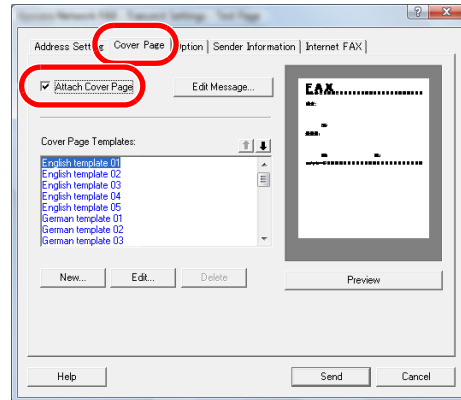 Address Setting Cover Page Option Sender Information Internet FAX
Attach Cover Page Edit Message...
Cover Page Templates:
English template 01
English template 02
English template 03
English template 04
English template 05
German template 01
German template 02
German template 03
FAX
New... Edit... Delete Preview
Help Send Cancel